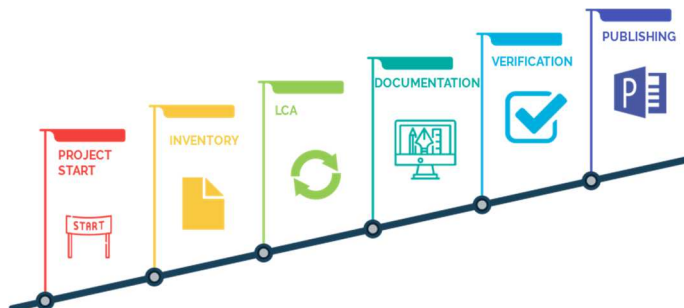 PROJECT
START
START
INVENTORY
LCA
DOCUMENTATION
VERIFICATION
PUBLISHING
P